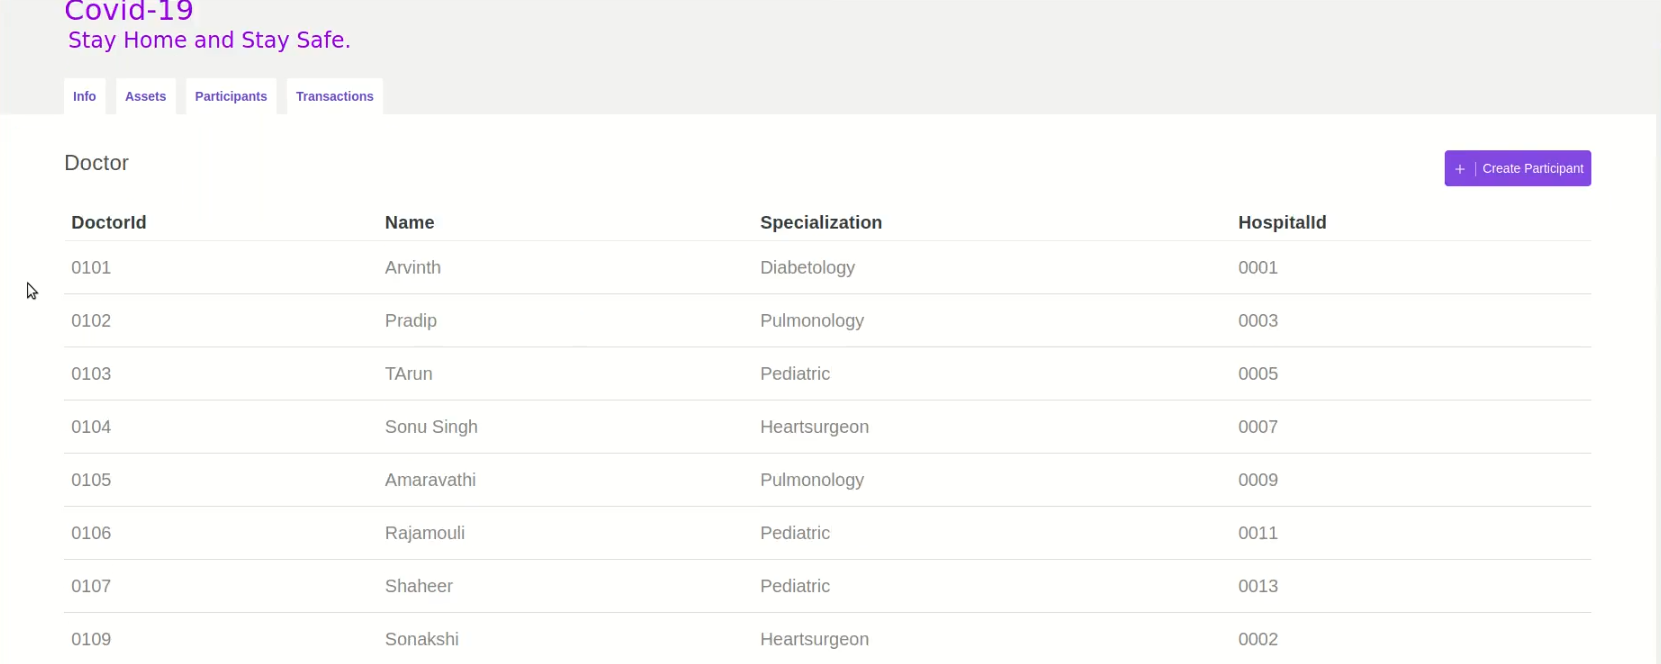 Covid-19
Stay Home and Stay Safe.
Info Assets Participants Transactions
Doctor
+ | Create Participant
DoctorId Name Specialization HospitalId
0101 Arvinth Diabetology 0001
0102 Pradip Pulmonology 0003
0103 TArun Pediatric 0005
0104 Sonu Singh Heartsurgeon 0007
0105 Amaravathi Pulmonology 0009
0106 Rajamouli Pediatric 0011
0107 Shaheer Pediatric 0013
0109 Sonakshi Heartsurgeon 0002